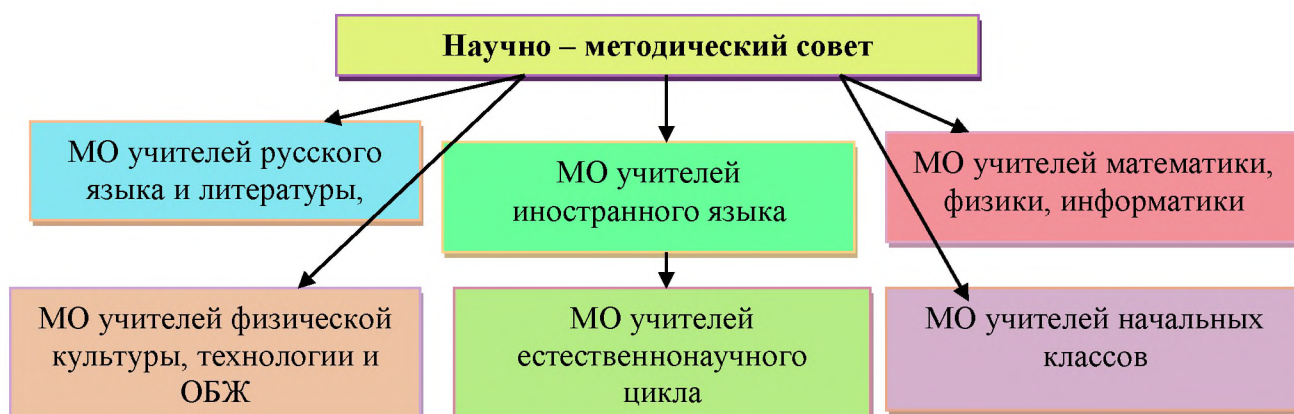 Научно – методический совет
МО учителей русского
языка и литературы,
МО учителей
иностранного языка
МО учителей математики,
физики, информатики
МО учителей физической
культуры, технологии и
ОБЖ
МО учителей
естественнонаучного
цикла
МО учителей начальных
классов